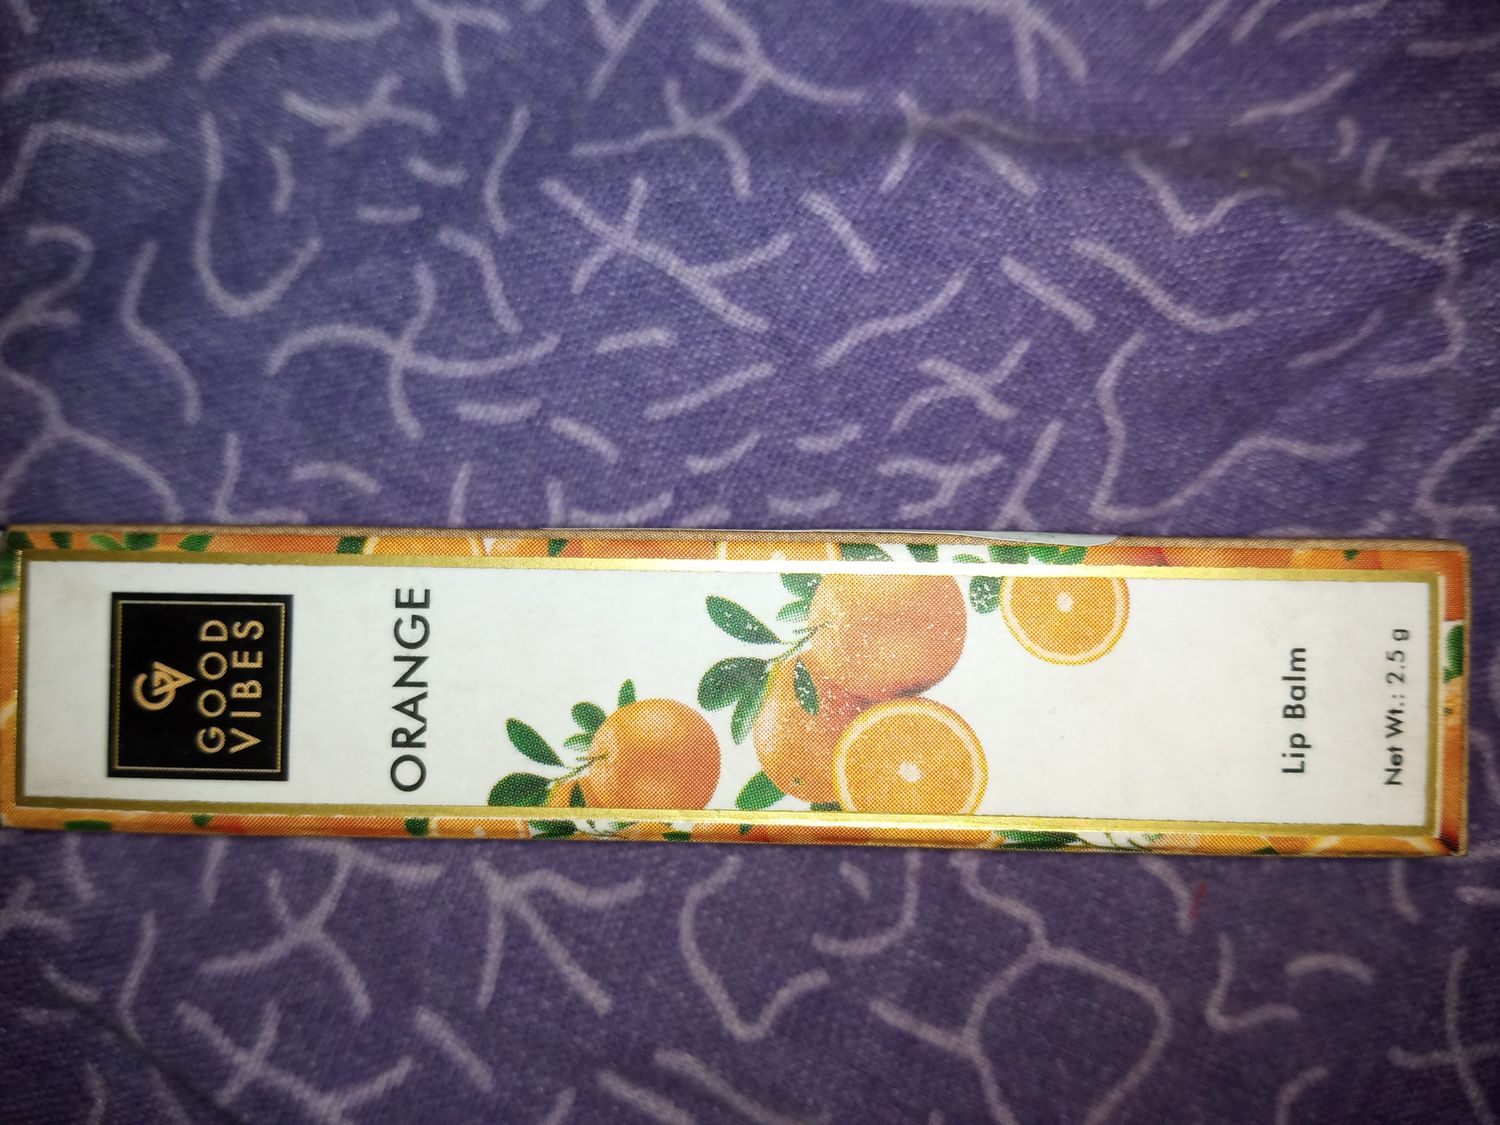 GOOD
VIBES
ORANGE
Lip Balm
Net Wt.: 2.5 g